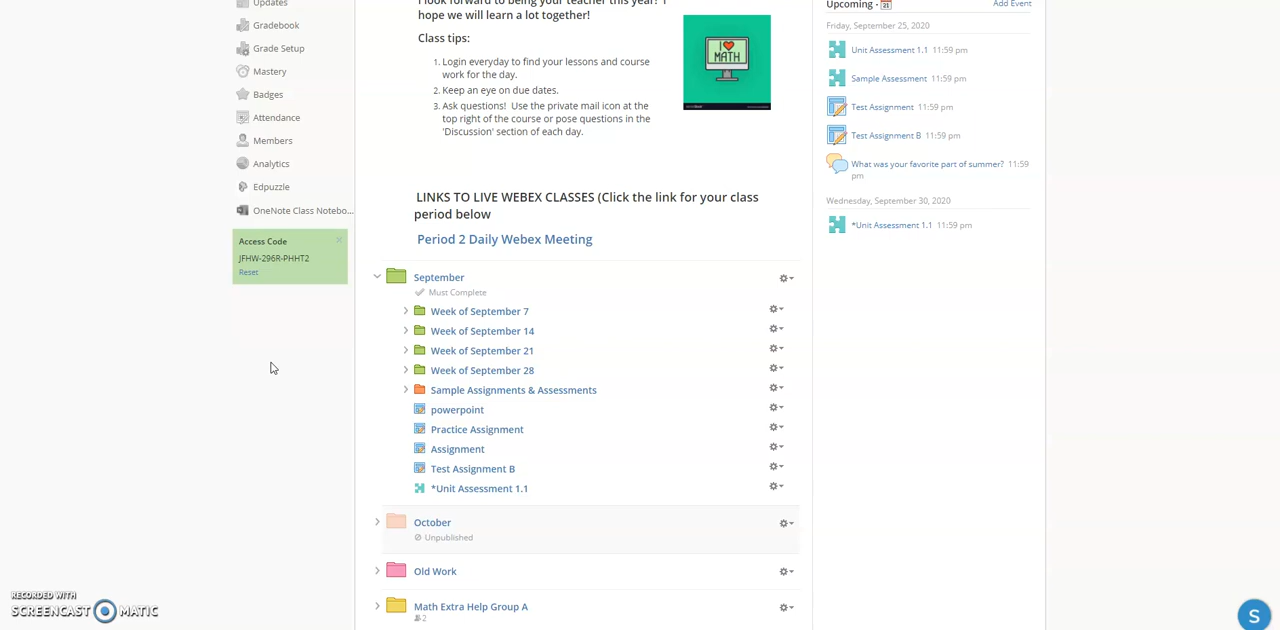 Updates
Gradebook
Grade Setup
Mastery
Badges
Attendance
Members
Analytics
Edpuzzle
OneNote Class Notebo...
Access Code
JFHW-296R-PHHT2
Reset
I look forward to being your teacher this year! I
hope we will learn a lot together!
Class tips:
1. Login everyday to find your lessons and course
work for the day.
2. Keep an eye on due dates.
3. Ask questions! Use the private mail icon at the
top right of the course or pose questions in the
'Discussion' section of each day.
I ❤ MATH
LINKS TO LIVE WEBEX CLASSES (Click the link for your class
period below
Period 2 Daily Webex Meeting
September
Must Complete
Week of September 7
Week of September 14
Week of September 21
Week of September 28
Sample Assignments & Assessments
powerpoint
Practice Assignment
Assignment
Test Assignment B
*Unit Assessment 1.1
October
Unpublished
Old Work
Math Extra Help Group A
2
Upcoming · 21
Add Event
Friday, September 25, 2020
Unit Assessment 1.1 11:59 pm
Sample Assessment 11:59 pm
Test Assignment 11:59 pm
Test Assignment B 11:59 pm
What was your favorite part of summer? 11:59
pm
Wednesday, September 30, 2020
*Unit Assessment 1.1 11:59 pm
RECORDED WITH
SCREENCAST MATIC
S